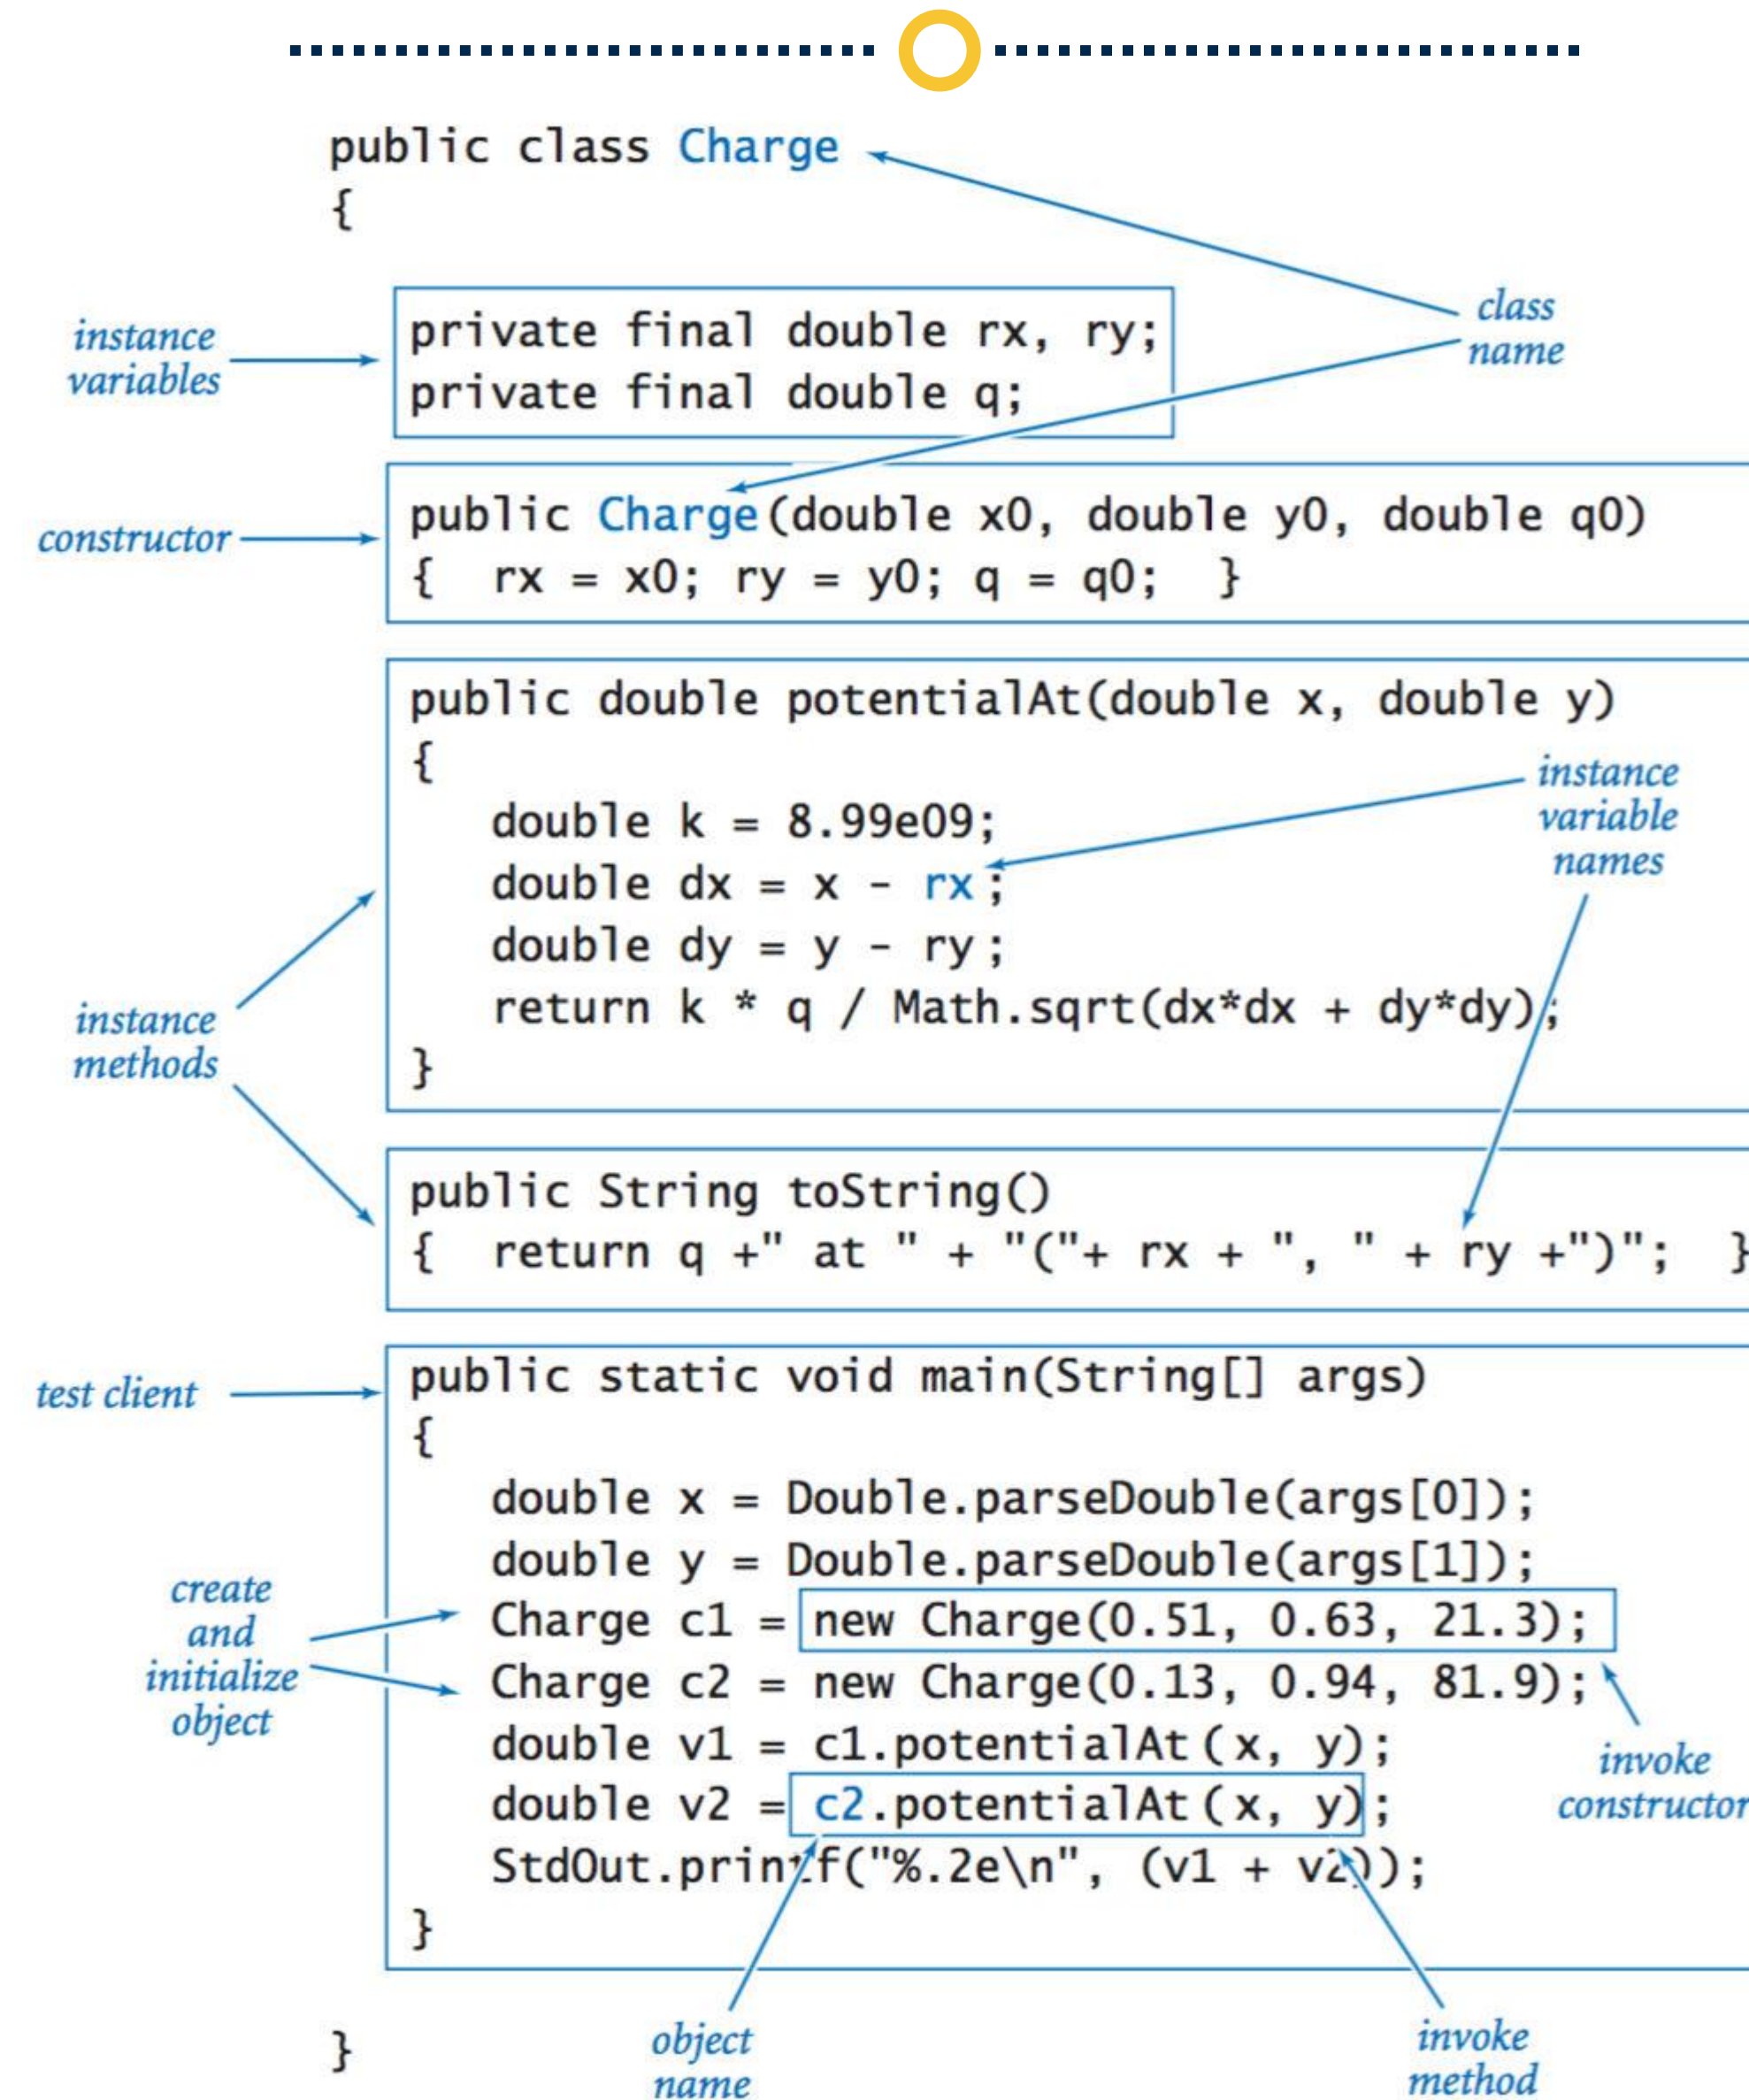 public class Charge
{
class
name
instance
variables
private final double rx, ry;
private final double q;
constructor
public Charge(double x0, double y0, double q0)
{ rx = x0; ry = y0; q = q0; }
public double potentialAt(double x, double y)
{
instance
variable
names
double k = 8.99e09;
double dx = x - rx;
double dy = y - ry;
return k * q / Math.sqrt(dx*dx + dy*dy);
}
instance
methods
public String toString()
{ return q +" at " + "("+ rx + ", " + ry +")"; }
test client
public static void main(String[] args)
{
double x = Double.parseDouble(args[0]);
double y = Double.parseDouble(args[1]);
create
and
initialize
object
Charge c1 = new Charge(0.51, 0.63, 21.3);
Charge c2 = new Charge(0.13, 0.94, 81.9);
double v1 = c1.potentialAt(x, y);
double v2 = c2.potentialAt(x, y);
StdOut.printf("%.2e\n", (v1 + v2));
invoke
constructor
}
}
object
name
invoke
method